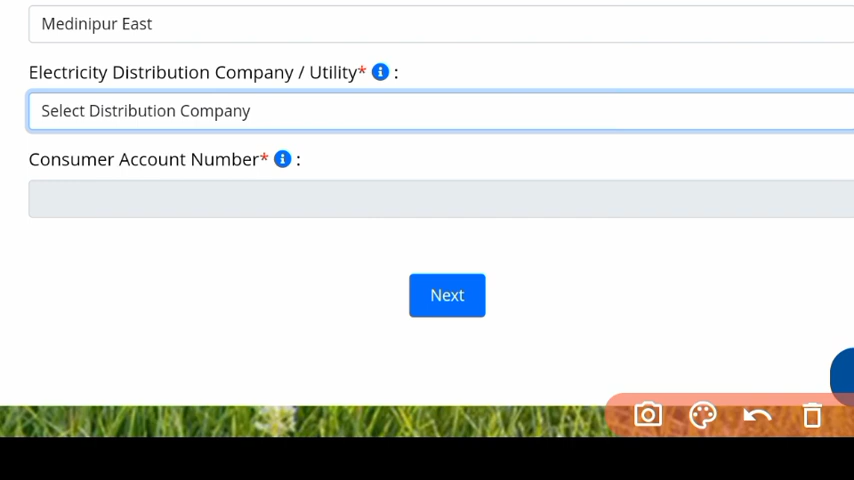 Medinipur East
Electricity Distribution Company / Utility* i :
Select Distribution Company
Consumer Account Number* i :
Next